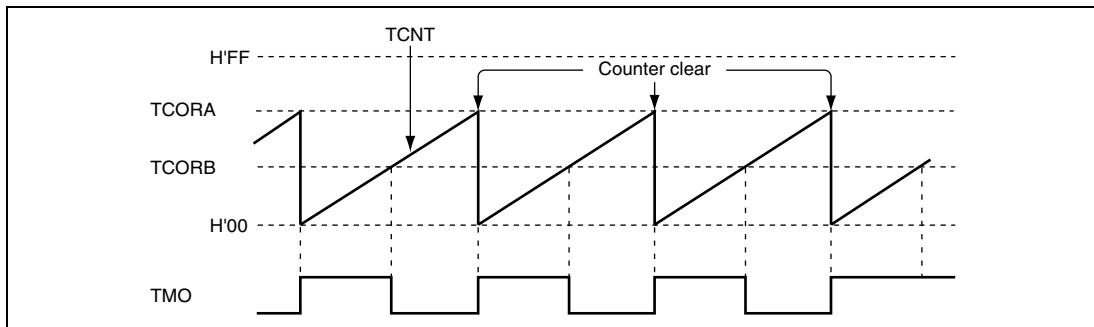 TCNT
H'FF
Counter clear
TCORA
TCORB
H'00
TMO